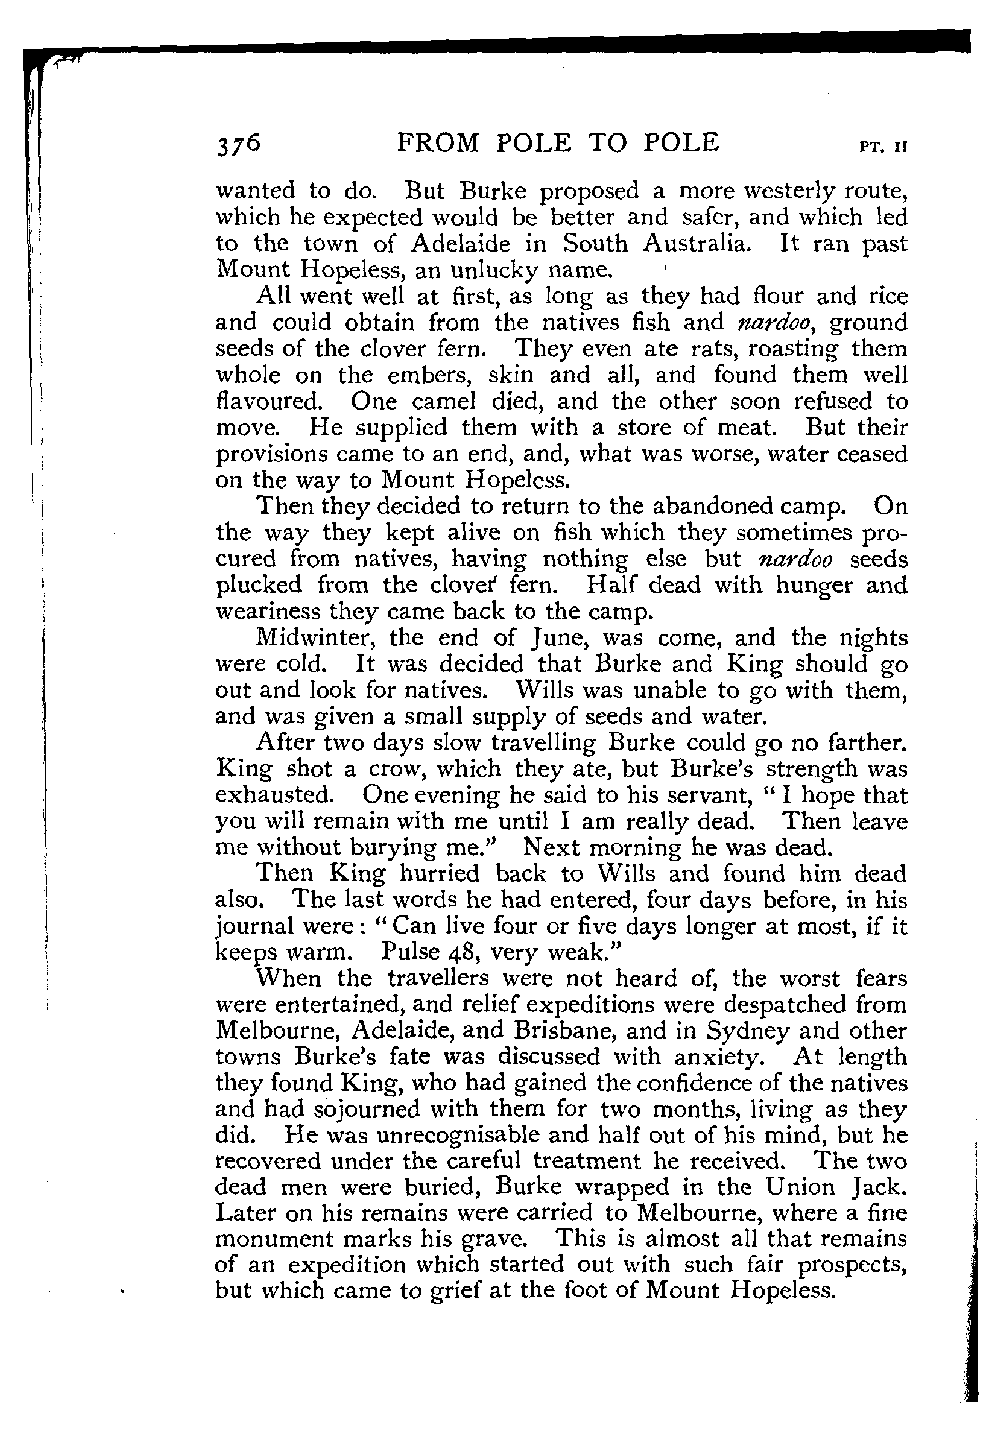 376 FROM POLE TO POLE PT. II
wanted to do. But Burke proposed a more westerly route,
which he expected would be better and safer, and which led
to the town of Adelaide in South Australia. It ran past
Mount Hopeless, an unlucky name.
All went well at first, as long as they had flour and rice
and could obtain from the natives fish and nardoo, ground
seeds of the clover fern. They even ate rats, roasting them
whole on the embers, skin and all, and found them well
flavoured. One camel died, and the other soon refused to
move. He supplied them with a store of meat. But their
provisions came to an end, and, what was worse, water ceased
on the way to Mount Hopeless.
Then they decided to return to the abandoned camp. On
the way they kept alive on fish which they sometimes pro-
cured from natives, having nothing else but nardoo seeds
plucked from the clover fern. Half dead with hunger and
weariness they came back to the camp.
Midwinter, the end of June, was come, and the nights
were cold. It was decided that Burke and King should go
out and look for natives. Wills was unable to go with them,
and was given a small supply of seeds and water.
After two days slow travelling Burke could go no farther.
King shot a crow, which they ate, but Burke's strength was
exhausted. One evening he said to his servant, "I hope that
you will remain with me until I am really dead. Then leave
me without burying me." Next morning he was dead.
Then King hurried back to Wills and found him dead
also. The last words he had entered, four days before, in his
journal were: "Can live four or five days longer at most, if it
keeps warm. Pulse 48, very weak."
When the travellers were not heard of, the worst fears
were entertained, and relief expeditions were despatched from
Melbourne, Adelaide, and Brisbane, and in Sydney and other
towns Burke's fate was discussed with anxiety. At length
they found King, who had gained the confidence of the natives
and had sojourned with them for two months, living as they
did. He was unrecognisable and half out of his mind, but he
recovered under the careful treatment he received. The two
dead men were buried, Burke wrapped in the Union Jack.
Later on his remains were carried to Melbourne, where a fine
monument marks his grave. This is almost all that remains
of an expedition which started out with such fair prospects,
but which came to grief at the foot of Mount Hopeless.